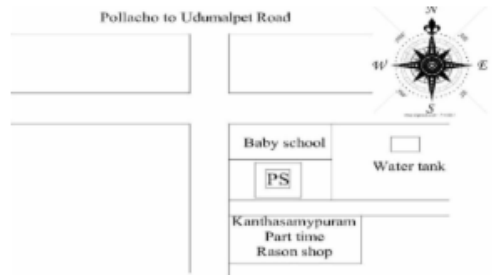 Pollacho to Udumalpet Road
N
W
E
S
Baby school
Water tank
PS
Kanthasamypuram
Part time
Rason shop